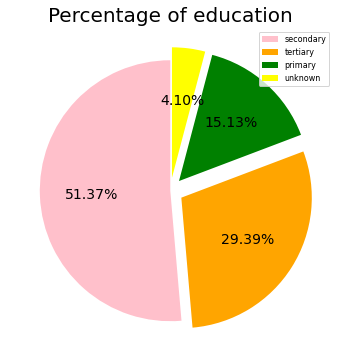 Percentage of education
secondary
tertiary
primary
unknown
4.10%
15.13%
51.37%
29.39%